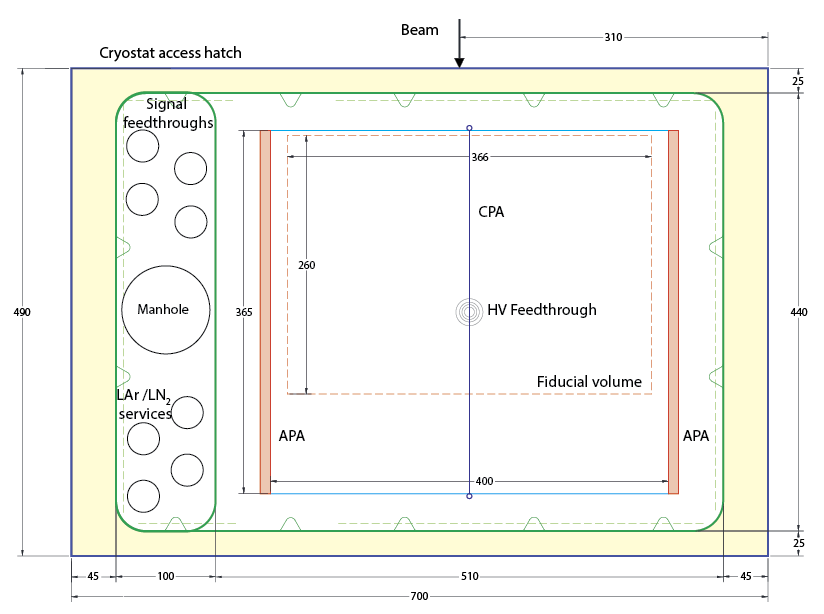 Beam
310
Cryostat access hatch
25
Signal
feedthroughs
366
CPA
260
490
Manhole
365
HV Feedthrough
440
Fiducial volume
LAr /LN2
services
APA
APA
400
25
45
100
510
45
700